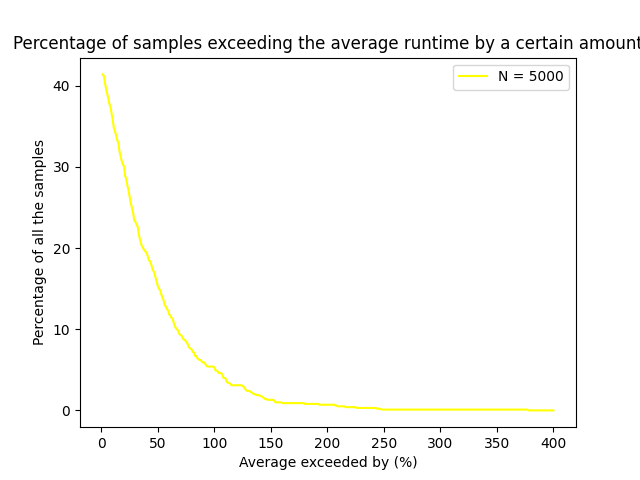 Percentage of samples exceeding the average runtime by a certain amount
N = 5000
Percentage of all the samples
40
30
20
10
0
0 50 100 150 200 250 300 350 400
Average exceeded by (%)